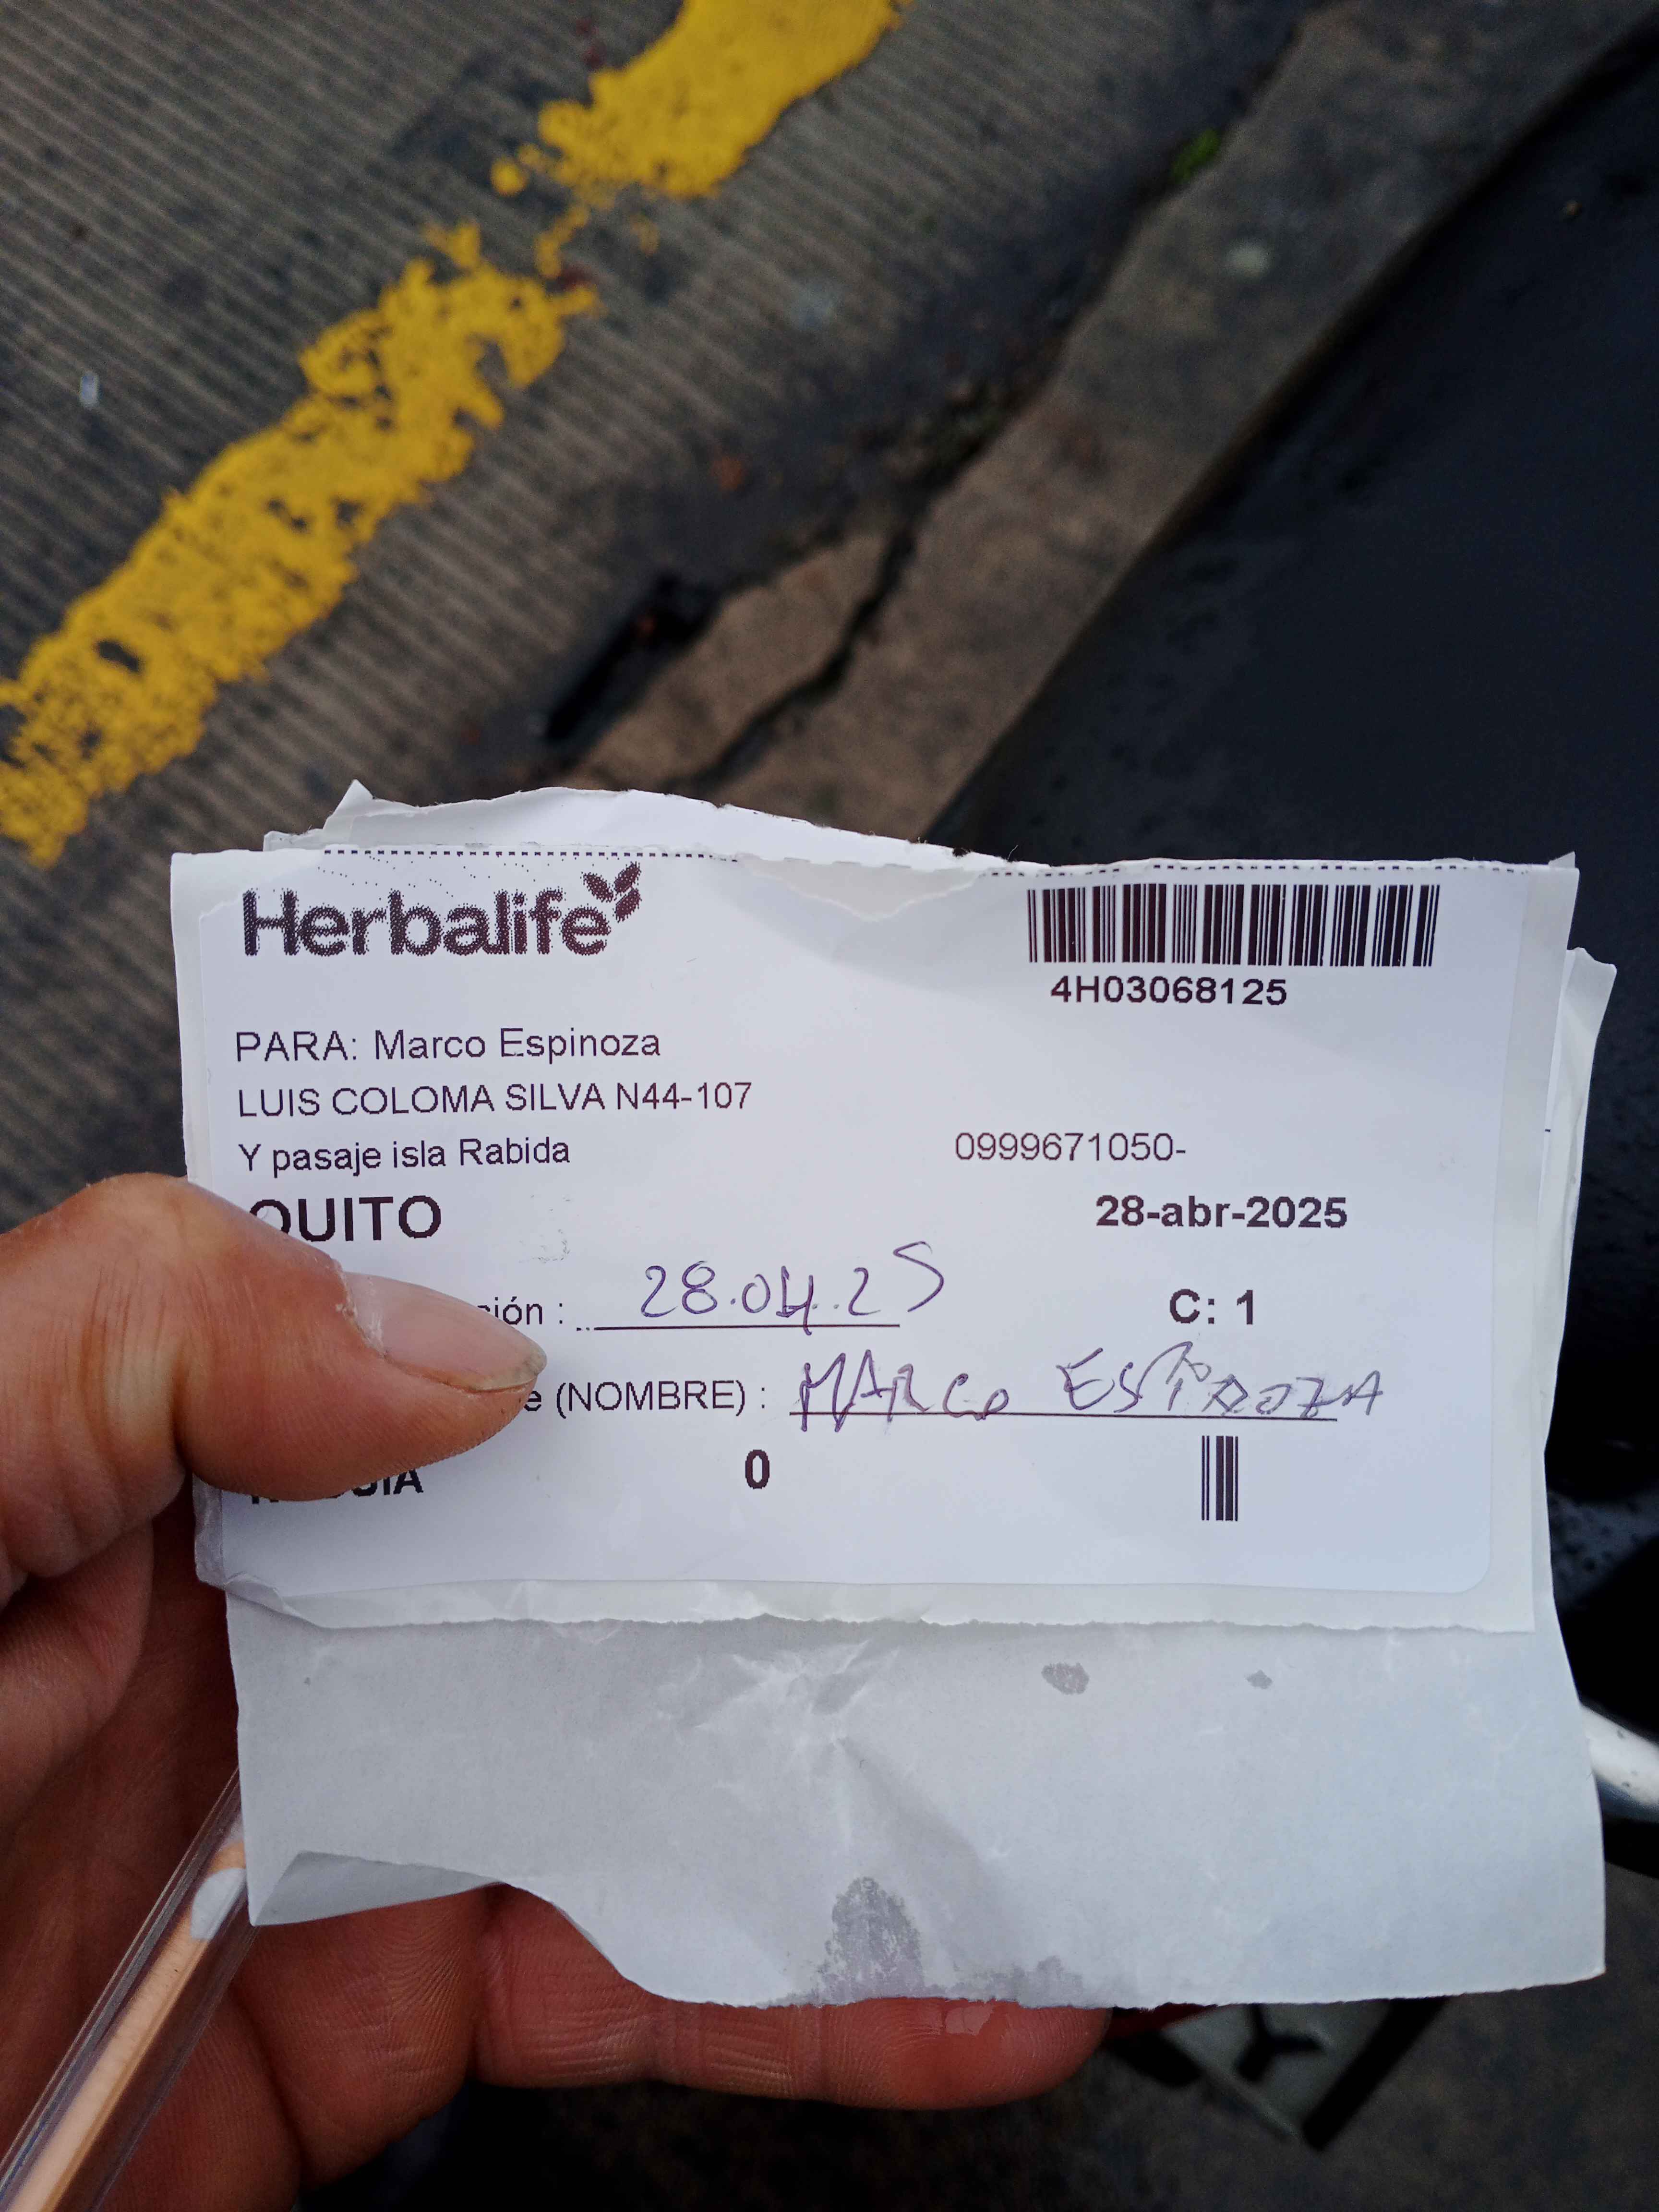 Herbalife
4H03068125
PARA: Marco Espinoza
LUIS COLOMA SILVA N44-107
Y pasaje isla Rabida 0999671050-
QUITO 28-abr-2025
ión : 28.04.25 C: 1
e (NOMBRE) : MARCO ESPINOZA
0